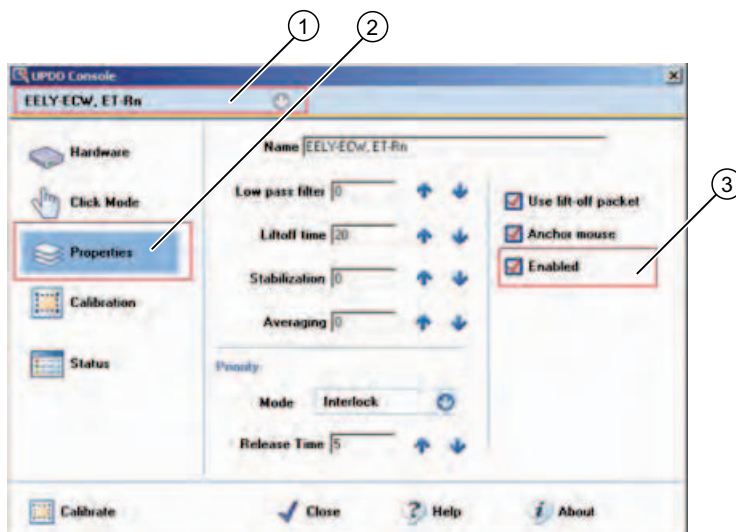 1 2
UPDD Console
EELY-ECW, ET-Rn
Hardware
Click Mode
Properties
Calibration
Status
Name EELY-ECW, ET-Rn
Low pass filter 0
Liftoff time 20
Stabilization 0
Averaging 0
Priority
Mode Interlock
Release Time 5
Use lift-off packet
Anchor mouse
Enabled
3
Calibrate Close Help About